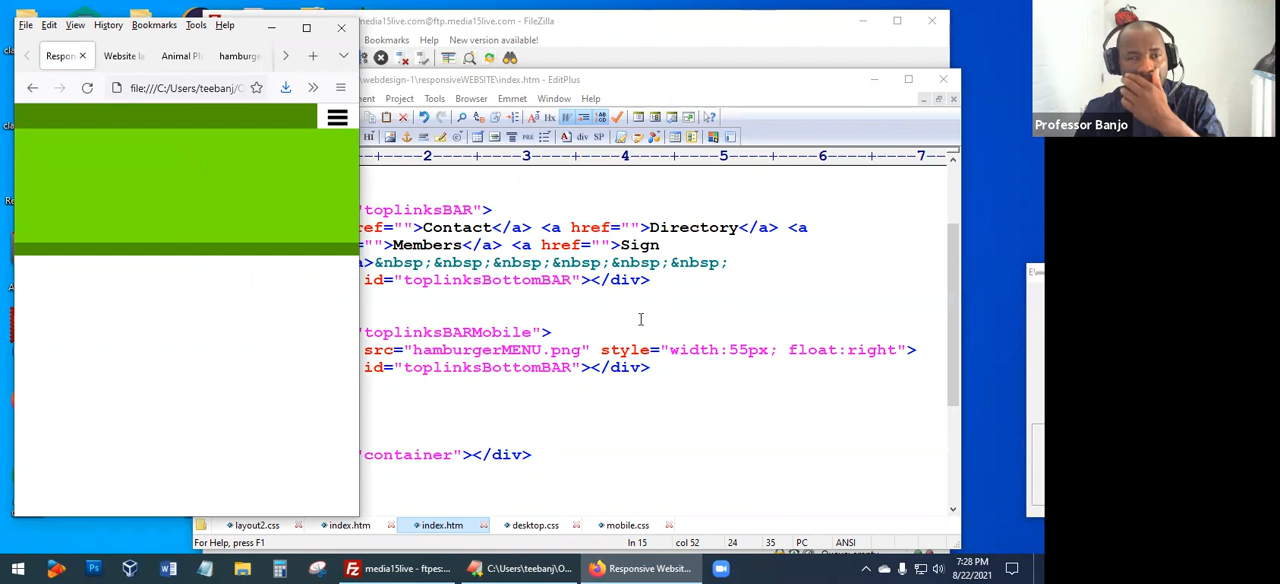 File Edit View History Bookmarks Tools Help
Respon
Website la
Animal Pl
hamburge
file:///C:/Users/teebanj/C
media15live.com@ftp.media15live.com - FileZilla
Bookmarks Help New version available!
webdesign-1\responsiveWEBSITE\index.htm - EditPlus
Project Tools Browser Emmet Window Help
----2----+----3----+----4----+----5----+----6----+----7
"toplinksBAR">
ref="">Contact</a> <a href="">Directory</a> <a
"">Members</a> <a href="">Sign
a>&nbsp;&nbsp;&nbsp;&nbsp;&nbsp;&nbsp;
id="toplinksBottomBAR"></div>
"toplinksBARMobile">
src="hamburgerMENU.png" style="width:55px; float:right">
id="toplinksBottomBAR"></div>
"container"></div>
layout2.css
index.htm
index.htm
desktop.css
mobile.css
For Help, press F1
ln 15
col 52
24
35
PC
ANSI
Professor Banjo
media15live - ftpes:...
C:\Users\teebanj\O...
Responsive Websit...
7:28 PM
8/22/2021